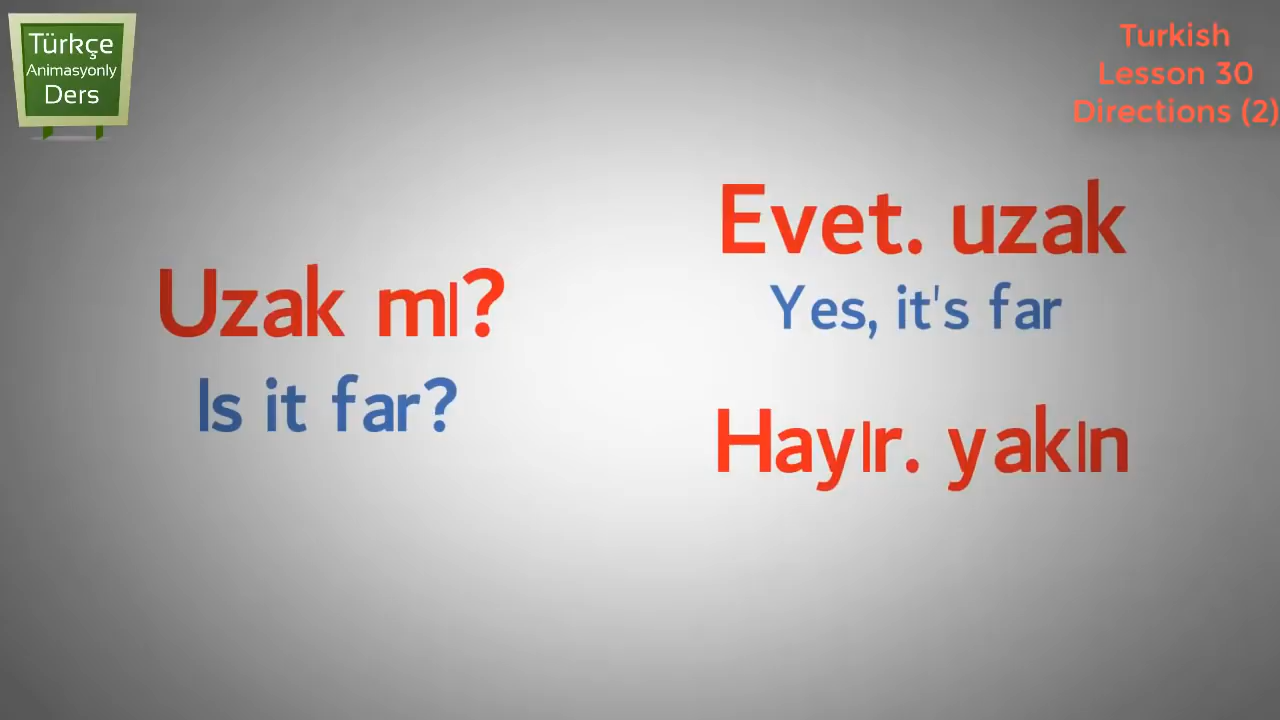 Türkçe
Animasyonly
Ders
Turkish
Lesson 30
Directions (2)
Uzak mı?
Is it far?
Evet. uzak
Yes, it's far
Hayır. yakın